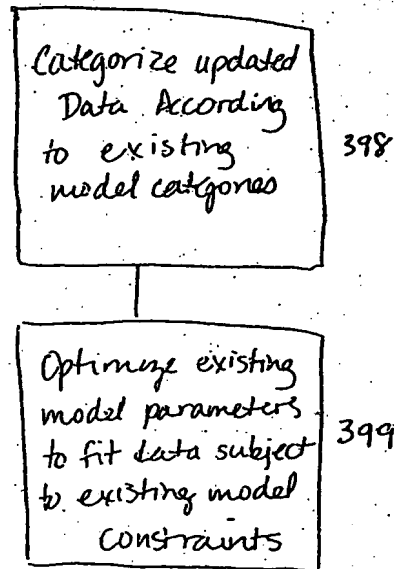 Categorize updated
Data According
to existing
model categories
398
Optimize existing
model parameters
to fit data subject
to existing model
constraints
399